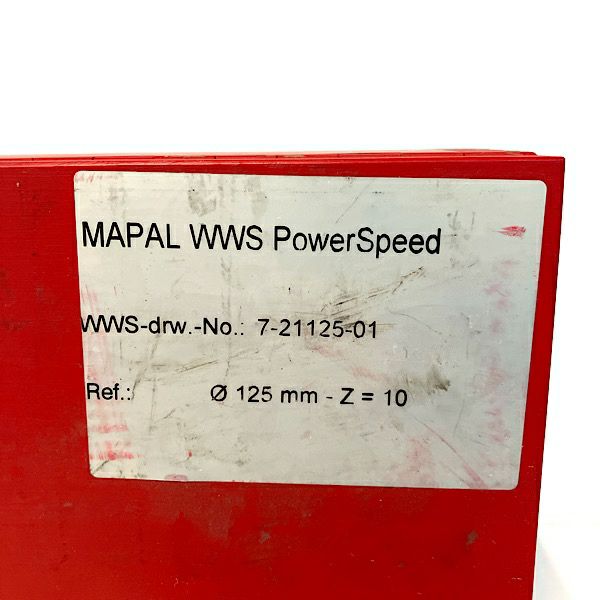 MAPAL WWS PowerSpeed
WWS-drw.-No.: 7-21125-01
Ref.: Ø 125 mm - Z = 10